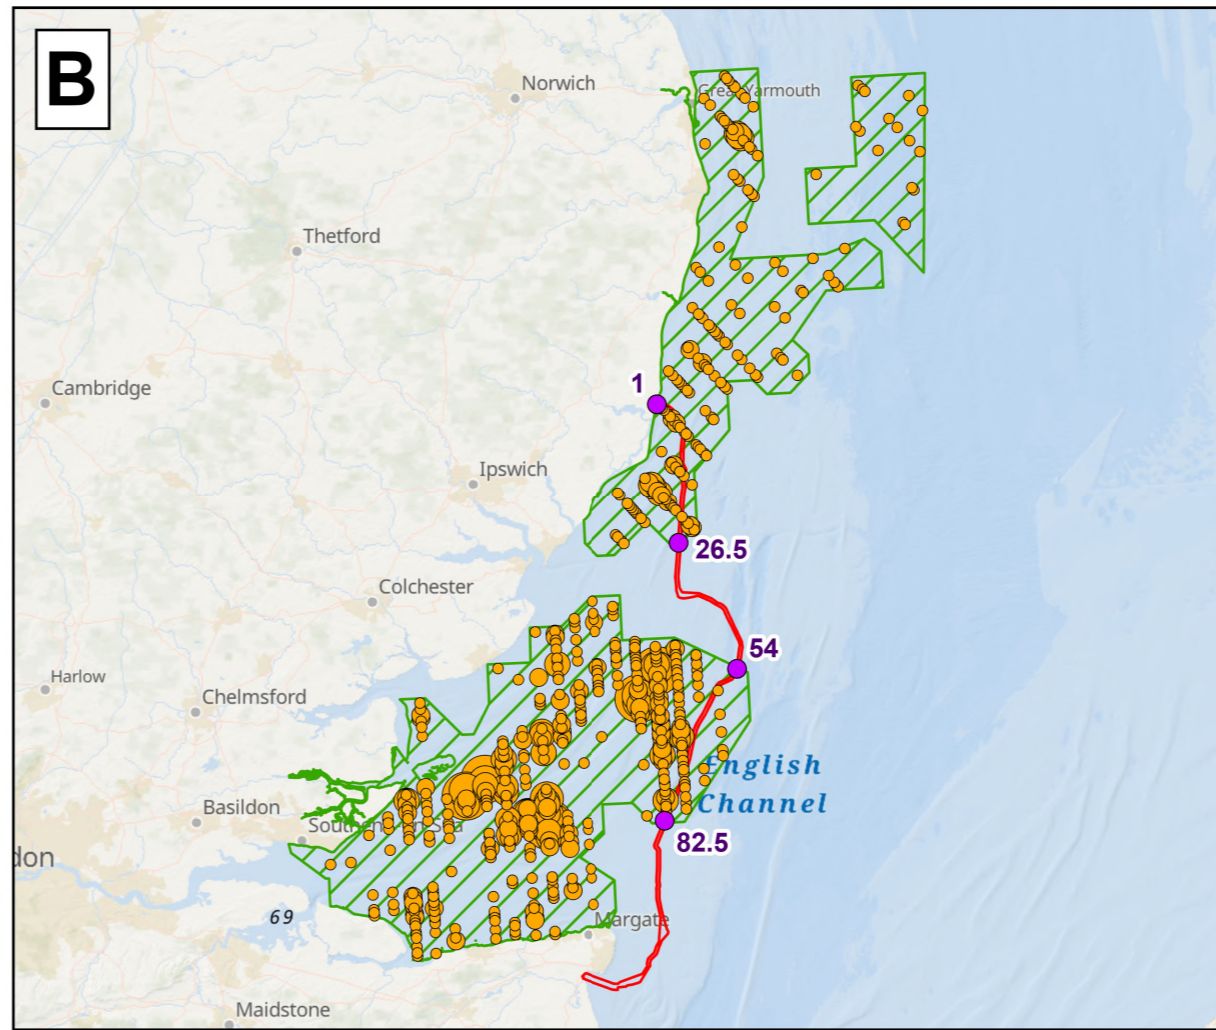 B
Norwich
Great Yarmouth
Thetford
Cambridge
1
Ipswich
26.5
Colchester
54
Harlow
Chelmsford
English
Channel
Basildon
82.5
don
69
Margate
Maidstone